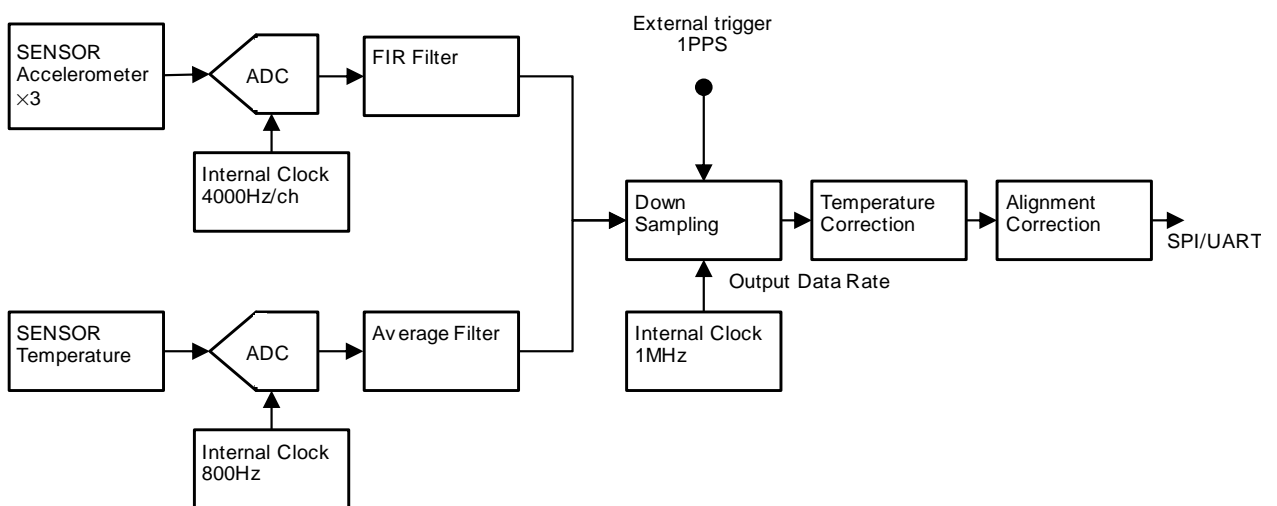 External trigger
1PPS
SENSOR
Accelerometer
×3
ADC
FIR Filter
Internal Clock
4000Hz/ch
Down
Sampling
Temperature
Correction
Alignment
Correction
SPI/UART
Output Data Rate
SENSOR
Temperature
ADC
Average Filter
Internal Clock
1MHz
Internal Clock
800Hz